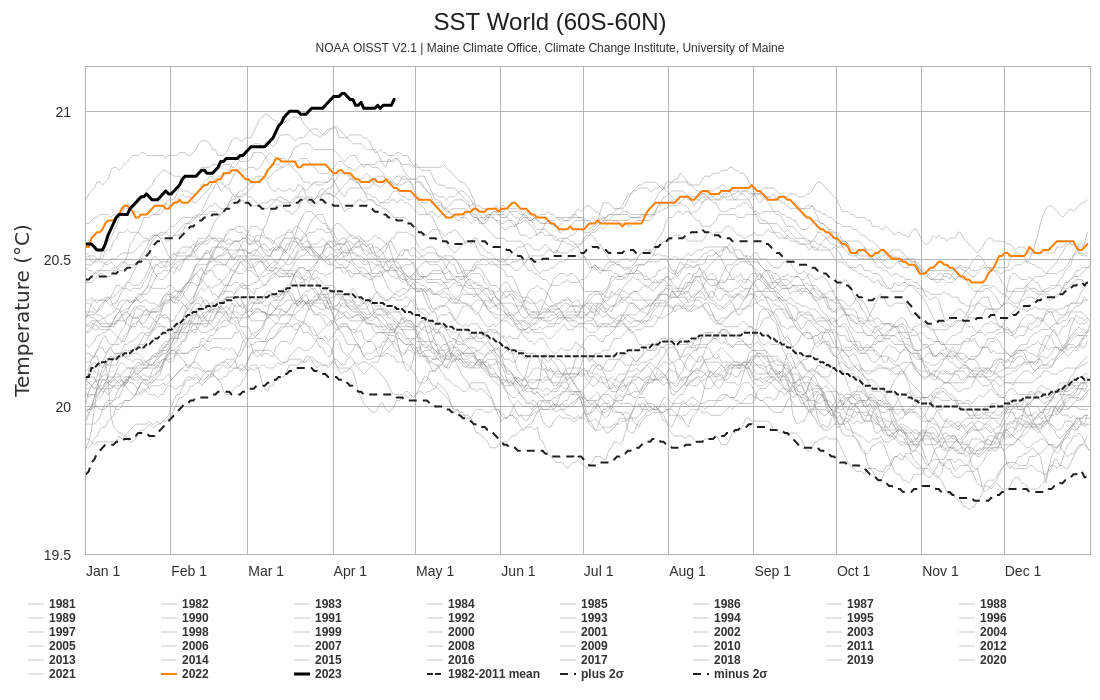 SST World (60S-60N)
NOAA OISST V2.1 | Maine Climate Office, Climate Change Institute, University of Maine
Temperature (°C)
21
20.5
20
19.5
Jan 1 Feb 1 Mar 1 Apr 1 May 1 Jun 1 Jul 1 Aug 1 Sep 1 Oct 1 Nov 1 Dec 1
1981 1982 1983 1984 1985 1986 1987 1988
1989 1990 1991 1992 1993 1994 1995 1996
1997 1998 1999 2000 2001 2002 2003 2004
2005 2006 2007 2008 2009 2010 2011 2012
2013 2014 2015 2016 2017 2018 2019 2020
2021 2022 2023 1982-2011 mean plus 2σ minus 2σ